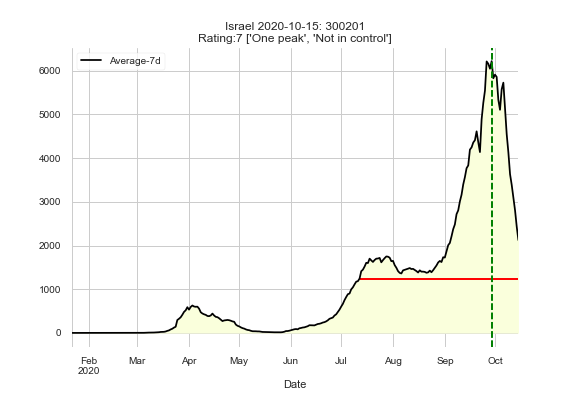 Israel 2020-10-15: 300201
Rating:7 ['One peak', 'Not in control']
Average-7d
6000
5000
4000
3000
2000
1000
0
Feb Mar Apr May Jun Jul Aug Sep Oct
2020
Date